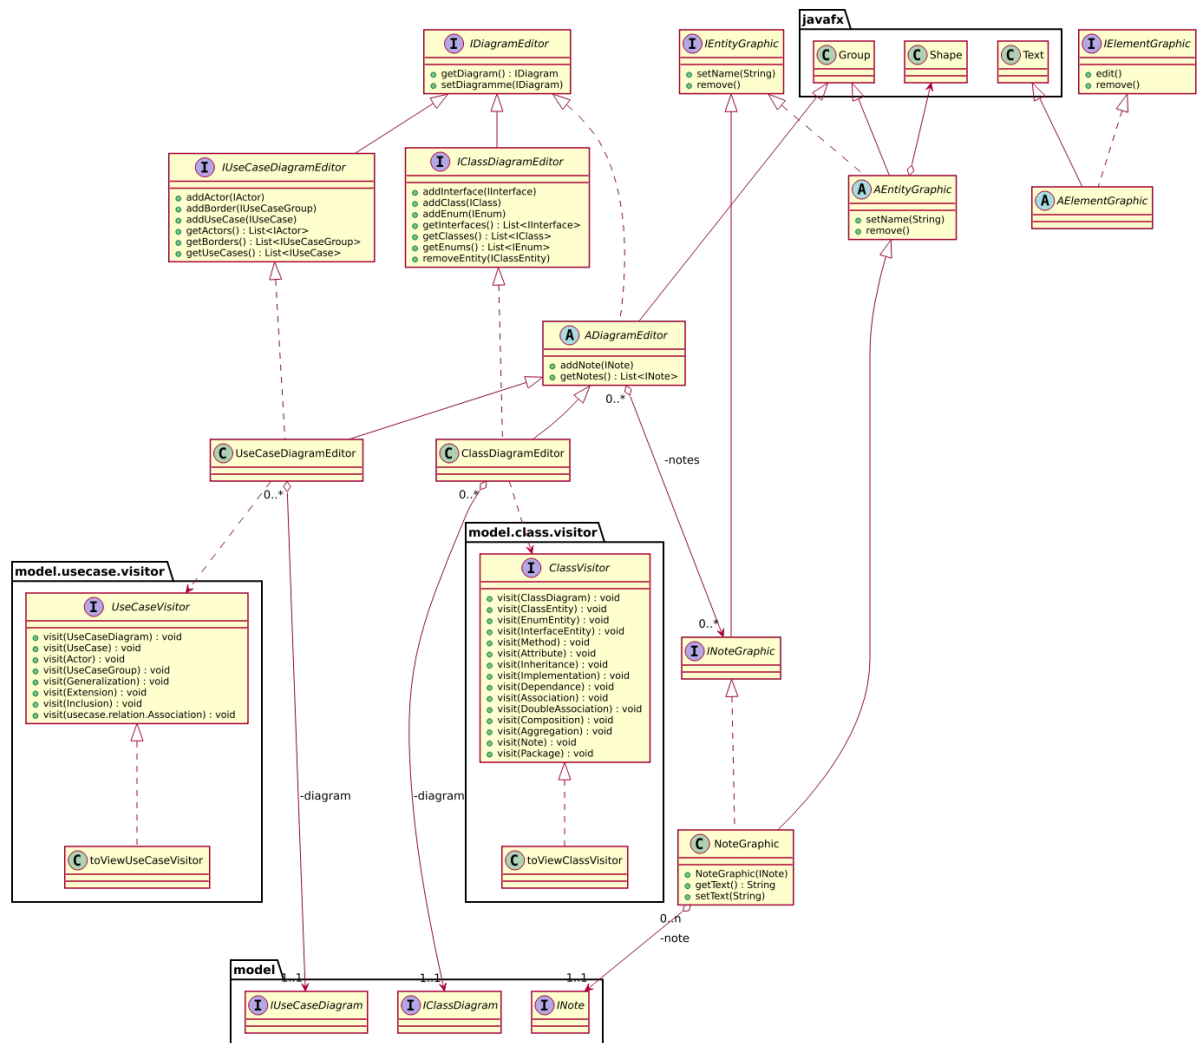 javafx
IDiagramEditor
getDiagram() : IDiagram
setDiagramme(IDiagram)
IEntityGraphic
setName(String)
remove()
Group
Shape
Text
IElementGraphic
edit()
remove()
IUseCaseDiagramEditor
addActor(IActor)
addBorder(IUseCaseGroup)
addUseCase(IUseCase)
getActors() : List<IActor>
getBorders() : List<IUseCaseGroup>
getUseCases() : List<IUseCase>
IClassDiagramEditor
addInterface(IInterface)
addClass(IClass)
addEnum(IEnum)
getInterfaces() : List<IInterface>
getClasses() : List<IClass>
getEnums() : List<IEnum>
removeEntity(IClassEntity)
AEntityGraphic
setName(String)
remove()
AElementGraphic
ADiagramEditor
addNote(INote)
getNotes() : List<INote>
0..*
-notes
UseCaseDiagramEditor
ClassDiagramEditor
0..*
0..*
model.class.visitor
ClassVisitor
visit(ClassDiagram) : void
visit(ClassEntity) : void
visit(EnumEntity) : void
visit(InterfaceEntity) : void
visit(Method) : void
visit(Attribute) : void
visit(Inheritance) : void
visit(Implementation) : void
visit(Dependance) : void
visit(Association) : void
visit(DoubleAssociation) : void
visit(Composition) : void
visit(Aggregation) : void
visit(Note) : void
visit(Package) : void
model.usecase.visitor
UseCaseVisitor
visit(UseCaseDiagram) : void
visit(UseCase) : void
visit(Actor) : void
visit(UseCaseGroup) : void
visit(Generalization) : void
visit(Extension) : void
visit(Inclusion) : void
visit(usecase.relation.Association) : void
0..*
INoteGraphic
-diagram
-diagram
toViewUseCaseVisitor
toViewClassVisitor
NoteGraphic
NoteGraphic(INote)
getText() : String
setText(String)
0..n
-note
model
1..1
1..1
1..1
IUseCaseDiagram
IClassDiagram
INote